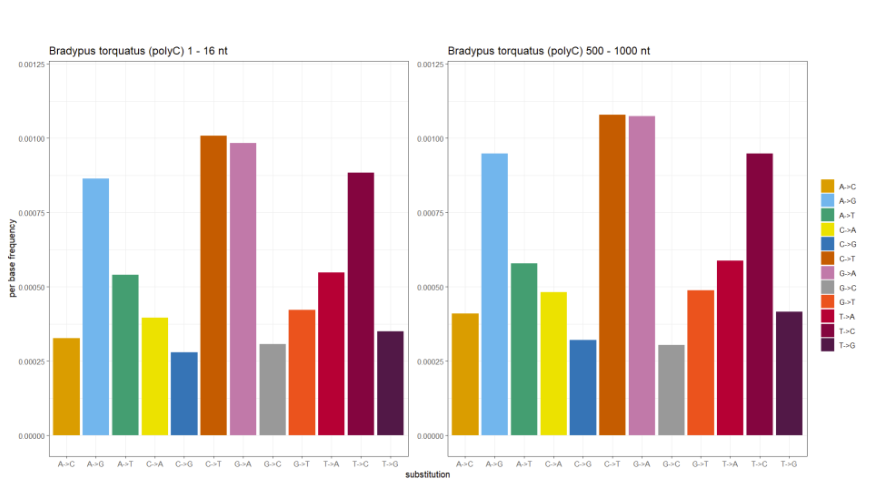 Bradypus torquatus (polyC) 1 - 16 nt
Bradypus torquatus (polyC) 500 - 1000 nt
per base frequency
0.00125
0.00100
0.00075
0.00050
0.00025
0.00000
0.00125
0.00100
0.00075
0.00050
0.00025
0.00000
A->C A->G A->T C->A C->G C->T G->A G->C G->T T->A T->C T->G
A->C A->G A->T C->A C->G C->T G->A G->C G->T T->A T->C T->G
substitution
A->C
A->G
A->T
C->A
C->G
C->T
G->A
G->C
G->T
T->A
T->C
T->G